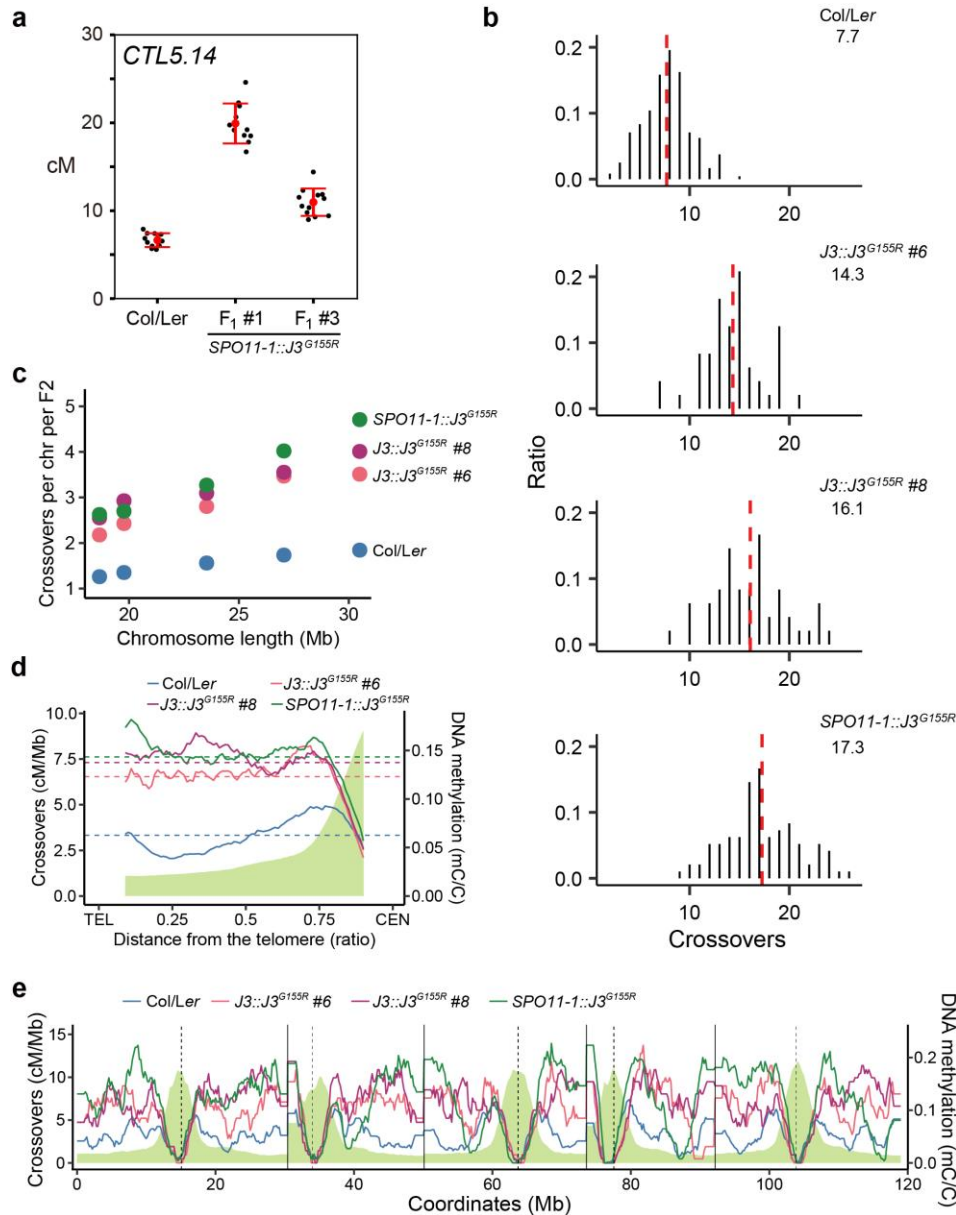 a
CTL5.14
30
20
10
0
cM
Col/Ler
F1 #1
F1 #3
SPO11-1::J3G155R
b
Col/Ler
7.7
0.2
0.1
0.0
10
20
J3::J3G155R #6
14.3
0.2
0.1
0.0
10
20
J3::J3G155R #8
16.1
0.2
0.1
0.0
10
20
SPO11-1::J3G155R
17.3
0.2
0.1
0.0
10
20
Ratio
Crossovers
c
5
4
3
2
1
Crossovers per chr per F2
SPO11-1::J3G155R
J3::J3G155R #8
J3::J3G155R #6
Col/Ler
20
25
30
Chromosome length (Mb)
d
Col/Ler
J3::J3G155R #6
J3::J3G155R #8
SPO11-1::J3G155R
10.0
7.5
5.0
2.5
0.0
Crossovers (cM/Mb)
0.15
0.10
0.05
0.00
DNA methylation (mC/C)
TEL
0.25
0.5
0.75
CEN
Distance from the telomere (ratio)
e
Col/Ler
J3::J3G155R #6
J3::J3G155R #8
SPO11-1::J3G155R
15
10
5
0
Crossovers (cM/Mb)
0.2
0.1
0.0
DNA methylation (mC/C)
0
20
40
60
80
100
120
Coordinates (Mb)